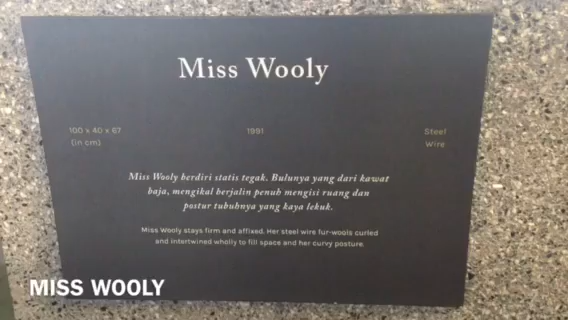 Miss Wooly
100 x 40 x 67
(in cm)
1991
Steel
Wire
Miss Wooly berdiri statis tegak. Bulunya yang dari kawat
baja, mengikal berjalin penuh mengisi ruang dan
postur tubuhnya yang kaya lekuk.
Miss Wooly stays firm and affixed. Her steel wire fur-wools curled
and intertwined wholly to fill space and her curvy posture.
MISS WOOLY